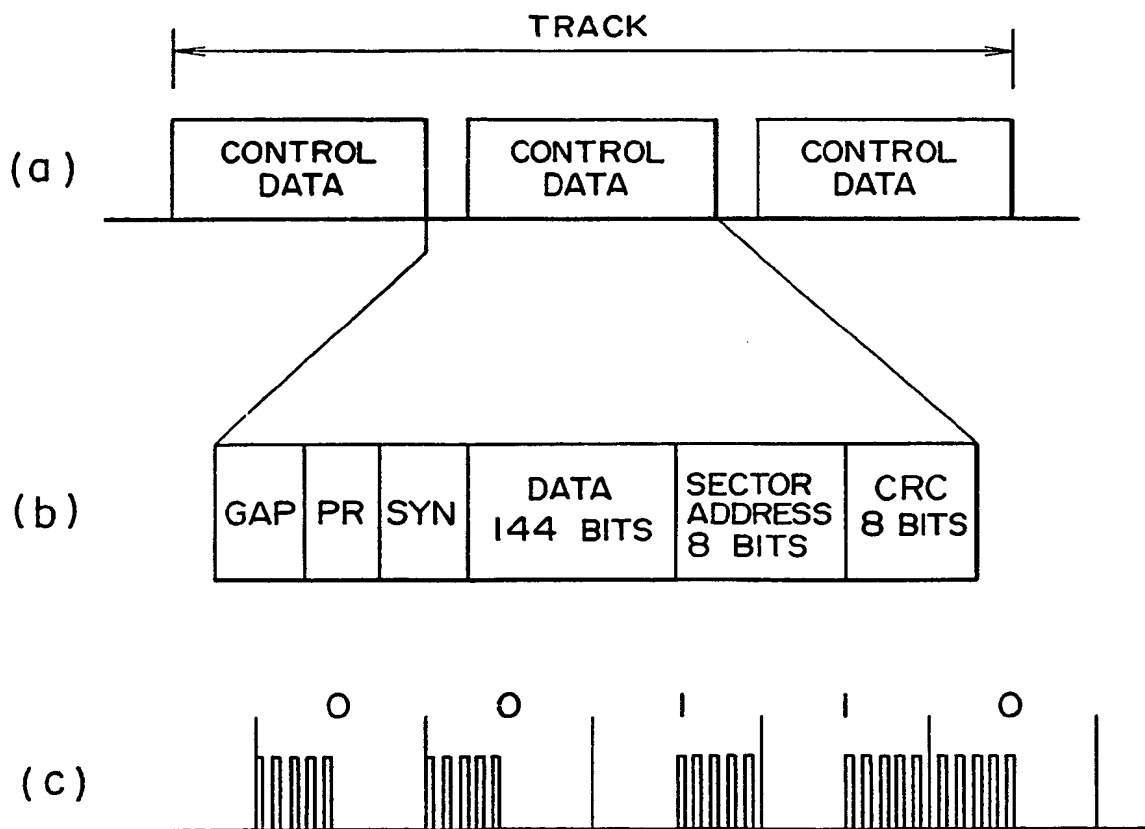 TRACK
(a)
CONTROL DATA
CONTROL DATA
CONTROL DATA
(b)
GAP
PR
SYN
DATA
144 BITS
SECTOR
ADDRESS
8 BITS
CRC
8 BITS
0 0 1 1 0
(c)